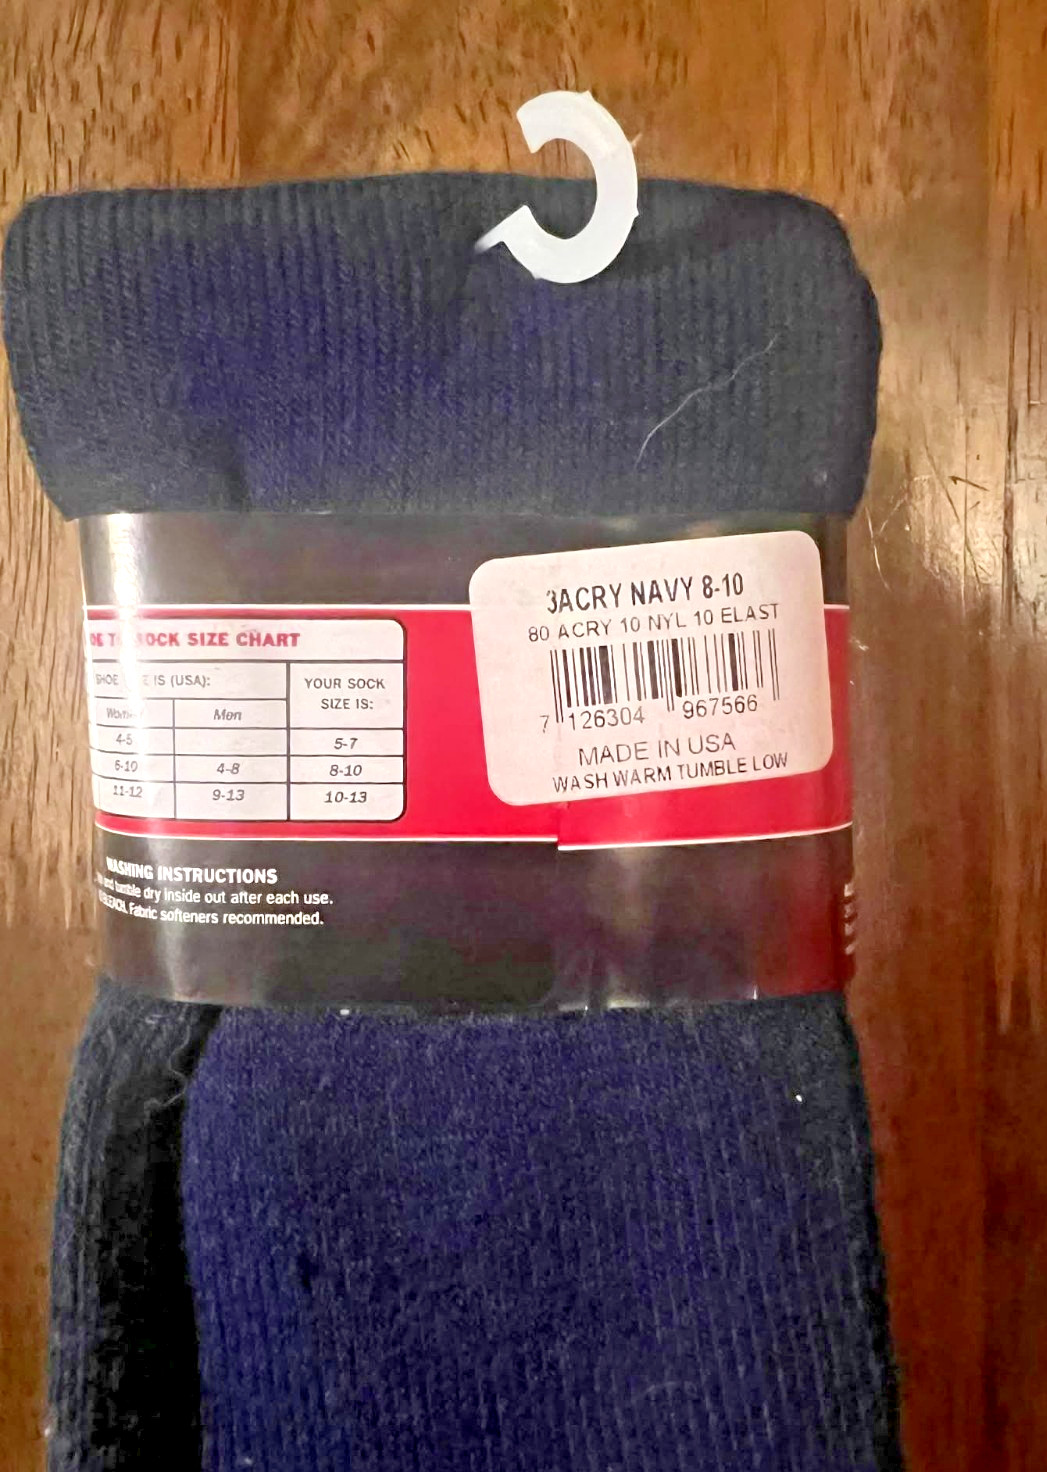 SOCK SIZE CHART
SHOE IS (USA):
YOUR SOCK
SIZE IS:
Men
4-5 5-7
6-10 4-8 8-10
11-12 9-13 10-13
WASHING INSTRUCTIONS
and tumble dry inside out after each use.
BLEACH. Fabric softeners recommended.
3ACRY NAVY 8-10
80 ACRY 10 NYL 10 ELAST
7 126304 967566
MADE IN USA
WASH WARM TUMBLE LOW